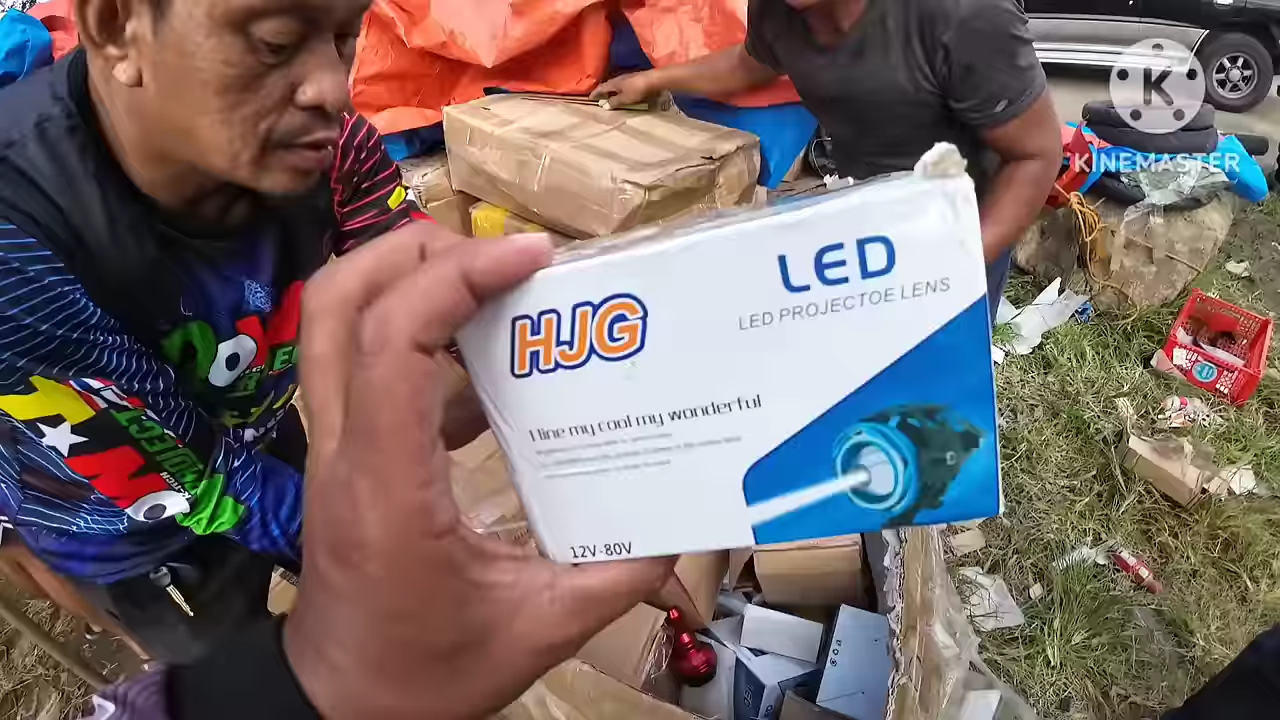 HJG
LED
LED PROJECTOE LENS
I line my cool my wonderful
12V-80V
K
KINEMASTER